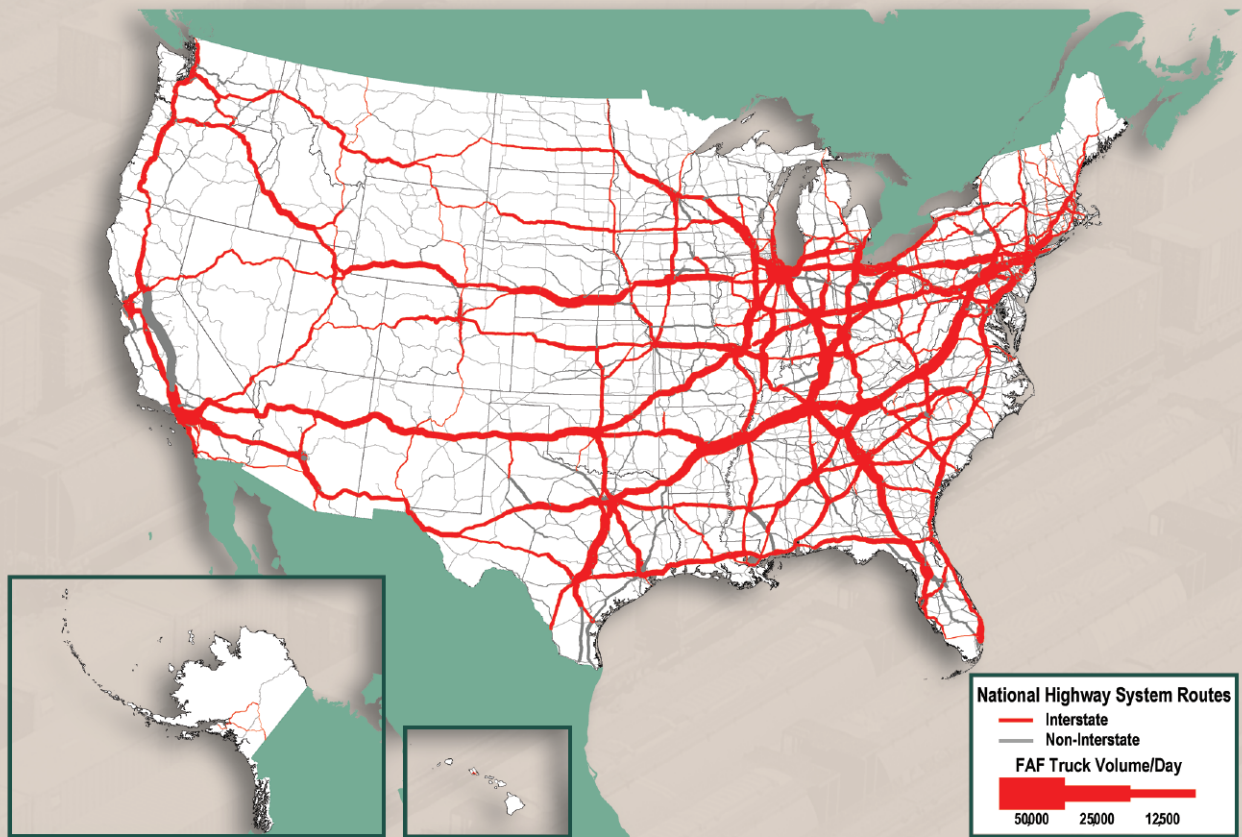 National Highway System Routes
Interstate
Non-Interstate
FAF Truck Volume/Day
50,000 25,000 12,500